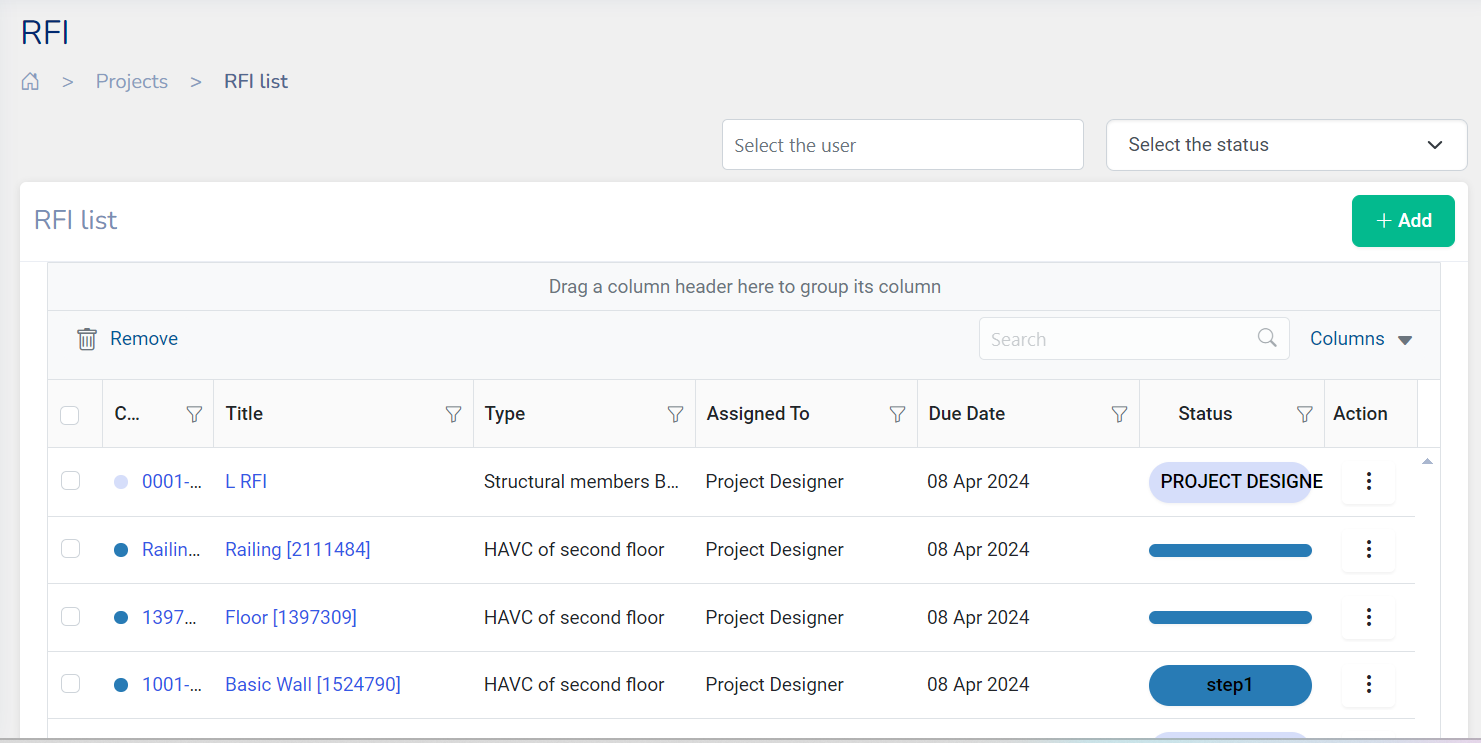 RFI
> Projects > RFI list
Select the user Select the status
RFI list + Add
Drag a column header here to group its column
Remove Search Columns
C... Title Type Assigned To Due Date Status Action
0001-... L RFI Structural members B... Project Designer 08 Apr 2024 PROJECT DESIGNE
Railin... Railing [2111484] HAVC of second floor Project Designer 08 Apr 2024
1397... Floor [1397309] HAVC of second floor Project Designer 08 Apr 2024
1001-... Basic Wall [1524790] HAVC of second floor Project Designer 08 Apr 2024 step1